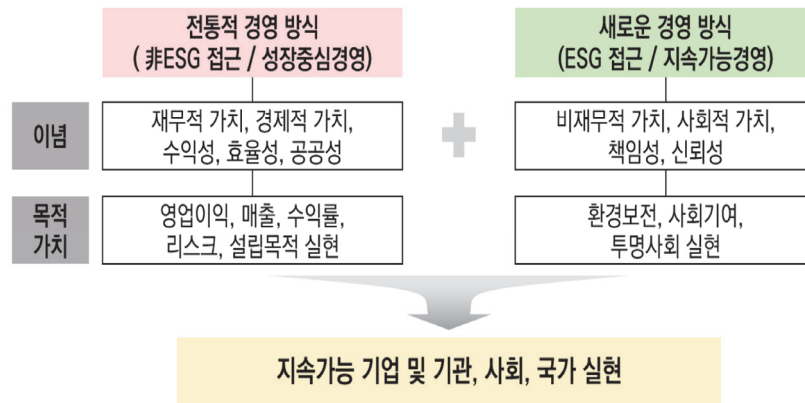 전통적 경영 방식
( 非ESG 접근 / 성장중심경영)
새로운 경영 방식
(ESG 접근 / 지속가능경영)
이념
재무적 가치, 경제적 가치,
수익성, 효율성, 공공성
+
비재무적 가치, 사회적 가치,
책임성, 신뢰성
목적
가치
영업이익, 매출, 수익률,
리스크, 설립목적 실현
환경보전, 사회기여,
투명사회 실현
지속가능 기업 및 기관, 사회, 국가 실현